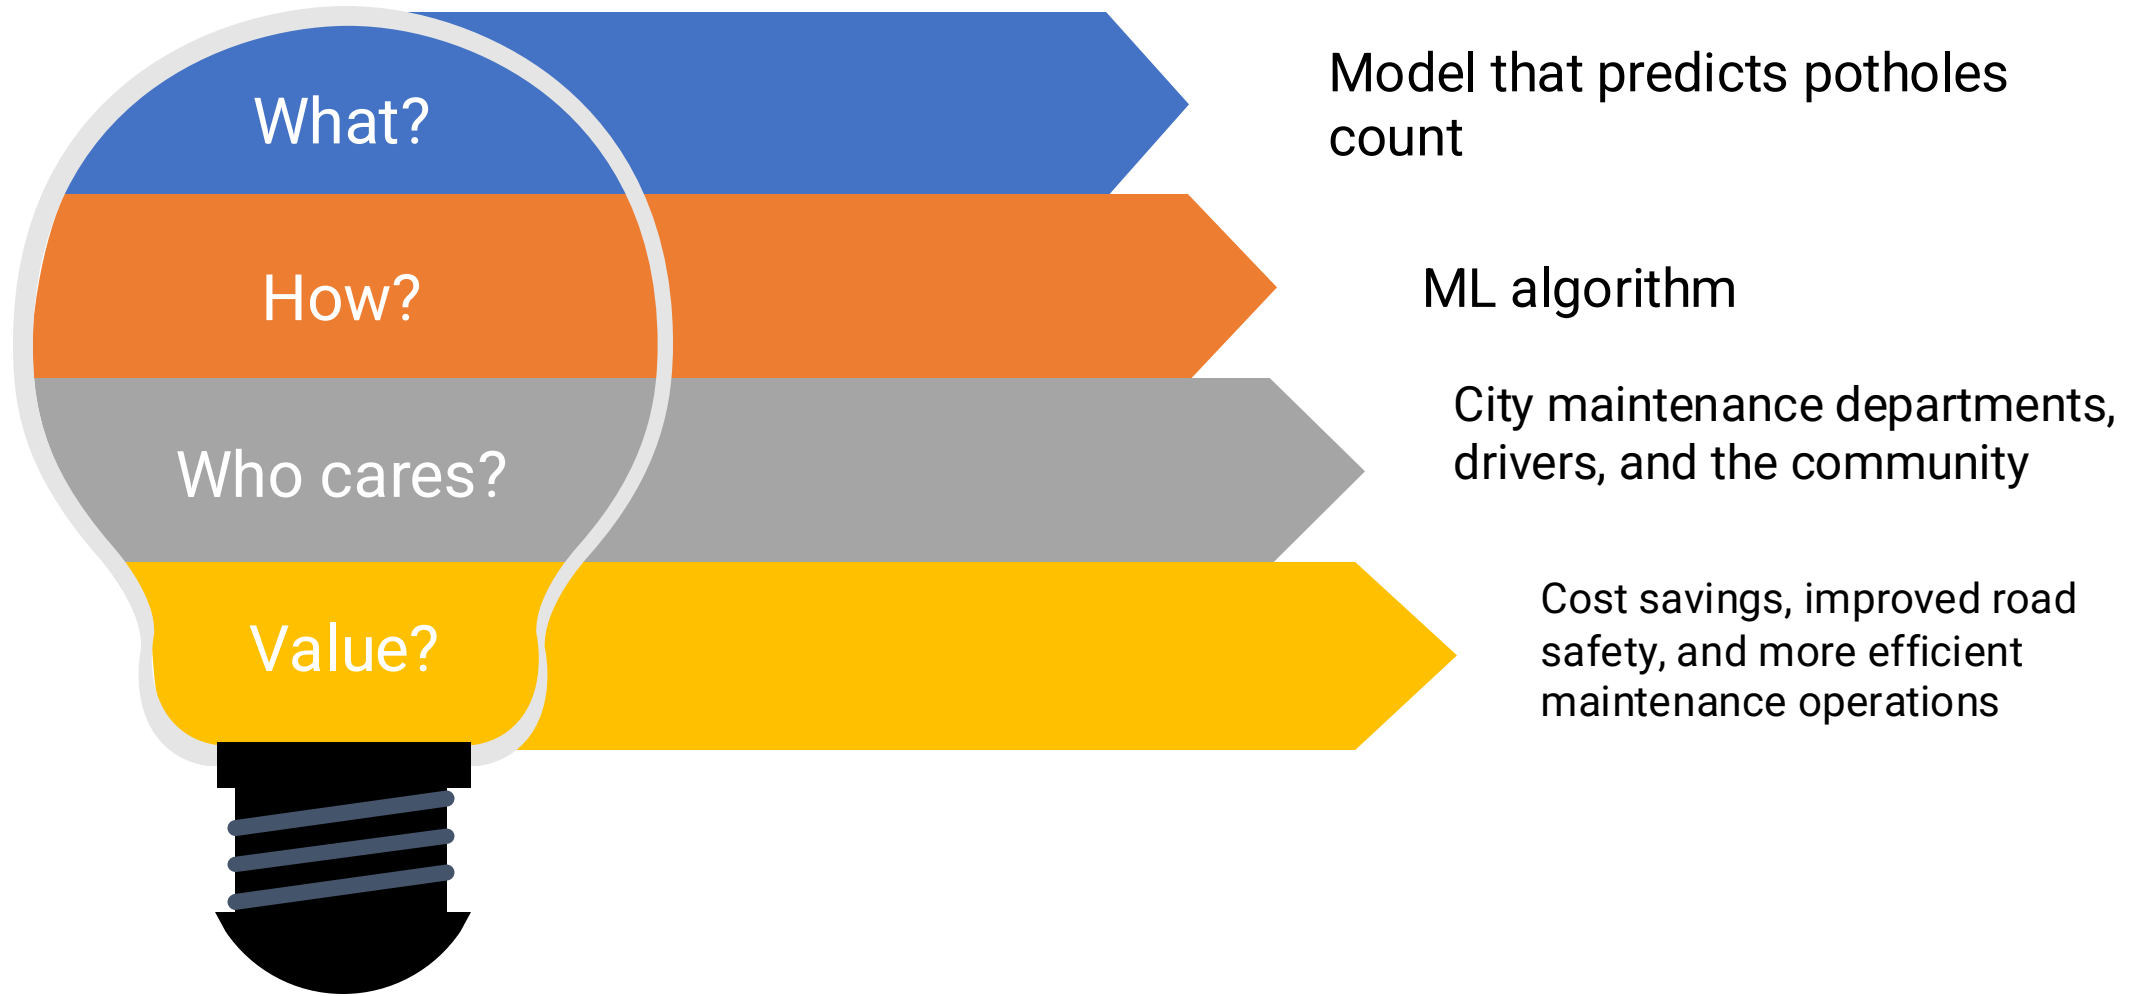 What?
Model that predicts potholes
count
How?
ML algorithm
Who cares?
City maintenance departments,
drivers, and the community
Value?
Cost savings, improved road
safety, and more efficient
maintenance operations